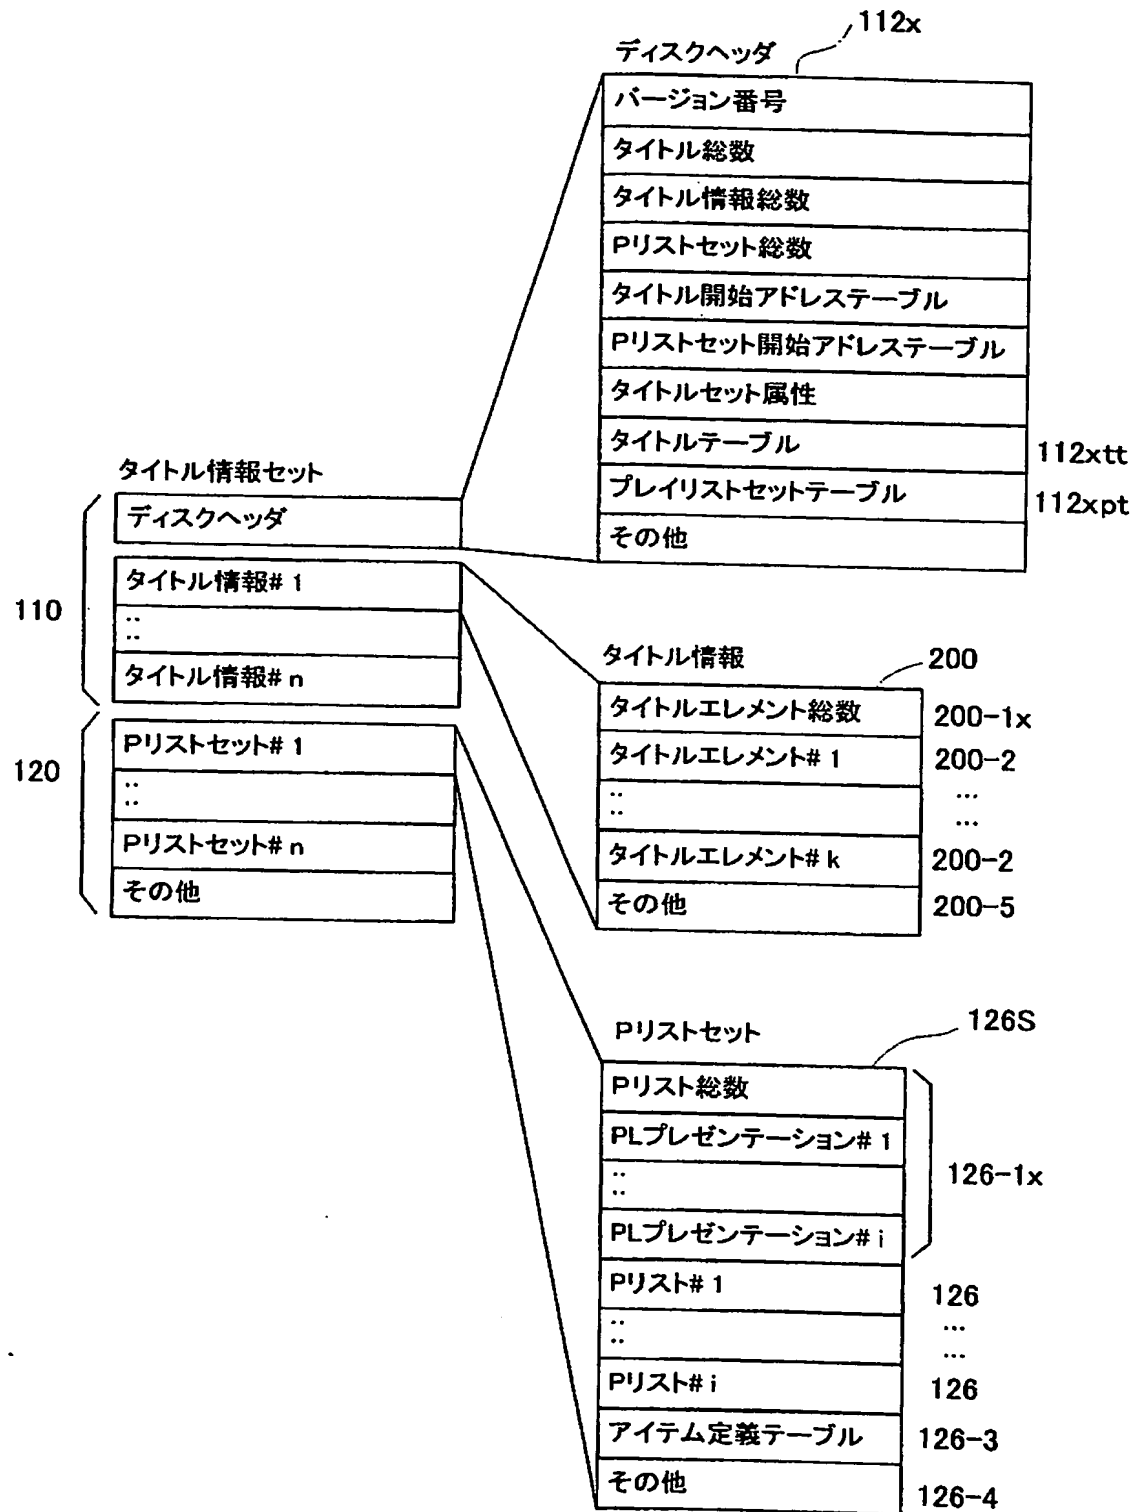 112x
ディスクヘッダ
バージョン番号
タイトル総数
タイトル情報総数
Pリストセット総数
タイトル開始アドレステーブル
Pリストセット開始アドレステーブル
タイトルセット属性
タイトルテーブル 112xtt
プレイリストセットテーブル 112xpt
その他
タイトル情報セット
ディスクヘッダ
110
タイトル情報#1
::
タイトル情報#n
120
Pリストセット#1
::
Pリストセット#n
その他
タイトル情報 200
タイトルエレメント総数 200-1x
タイトルエレメント#1 200-2
:: ...
...
タイトルエレメント#k 200-2
その他 200-5
Pリストセット 126S
Pリスト総数
PLプレゼンテーション#1
::
126-1x
PLプレゼンテーション#i
Pリスト#1 126
:: ...
...
Pリスト#i 126
アイテム定義テーブル 126-3
その他 126-4